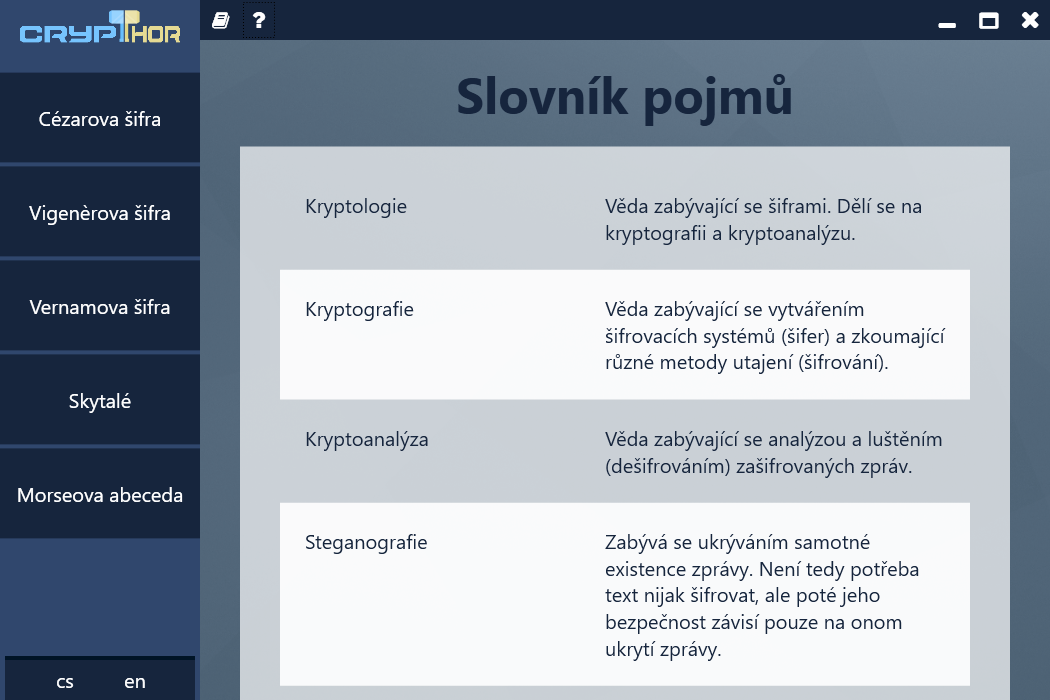 CRYPTHOR
?
Cézarova šifra
Vigenèrova šifra
Vernamova šifra
Skytalé
Morseova abeceda
cs en
Slovník pojmů
Kryptologie
Věda zabývající se šiframi. Dělí se na
kryptografii a kryptoanalýzu.
Kryptografie
Věda zabývající se vytvářením
šifrovacích systémů (šifer) a zkoumající
různé metody utajení (šifrování).
Kryptoanalýza
Věda zabývající se analýzou a luštěním
(dešifrováním) zašifrovaných zpráv.
Steganografie
Zabývá se ukrýváním samotné
existence zprávy. Není tedy potřeba
text nijak šifrovat, ale poté jeho
bezpečnost závisí pouze na onom
ukrytí zprávy.